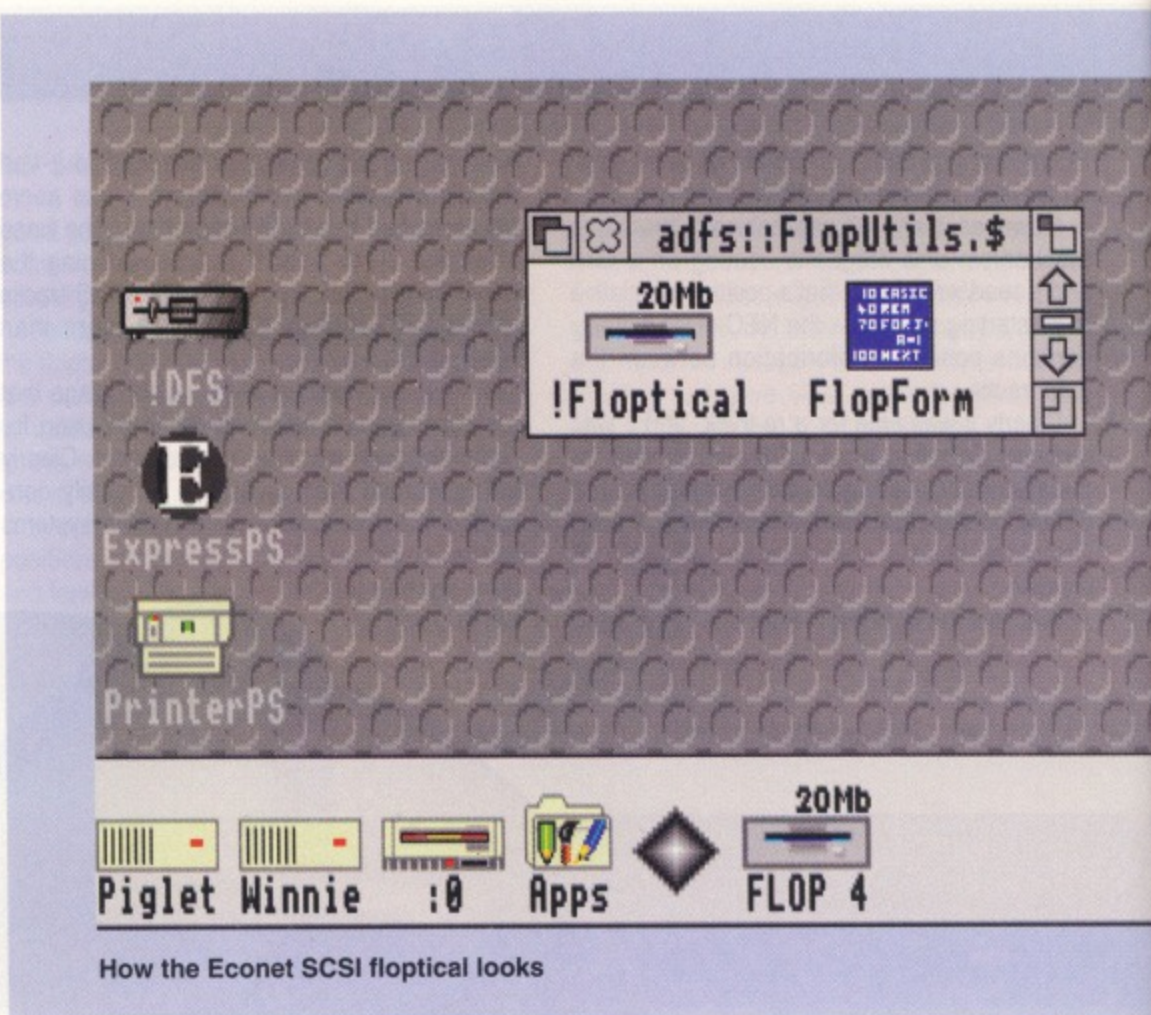 adfs::FlopUtils.$
20Mb
10 BASIC
40 REM
70 FOR J=
A=1
100 NEXT
!Floptical
FlopForm
!DFS
E
ExpressPS
PrinterPS
20Mb
Piglet
Winnie
:0
Apps
FLOP 4
How the Econet SCSI floptical looks